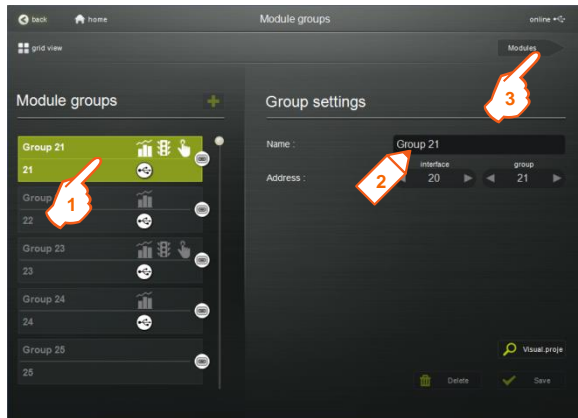 back home Module groups online
grid view Modules
3
Module groups Group settings
Group 21
21
Name : Group 21
2
interface group
Address : 20 21
Group
1
22
Group 23
23
Group 24
24
Group 25
25
Visual.proje
Delete Save